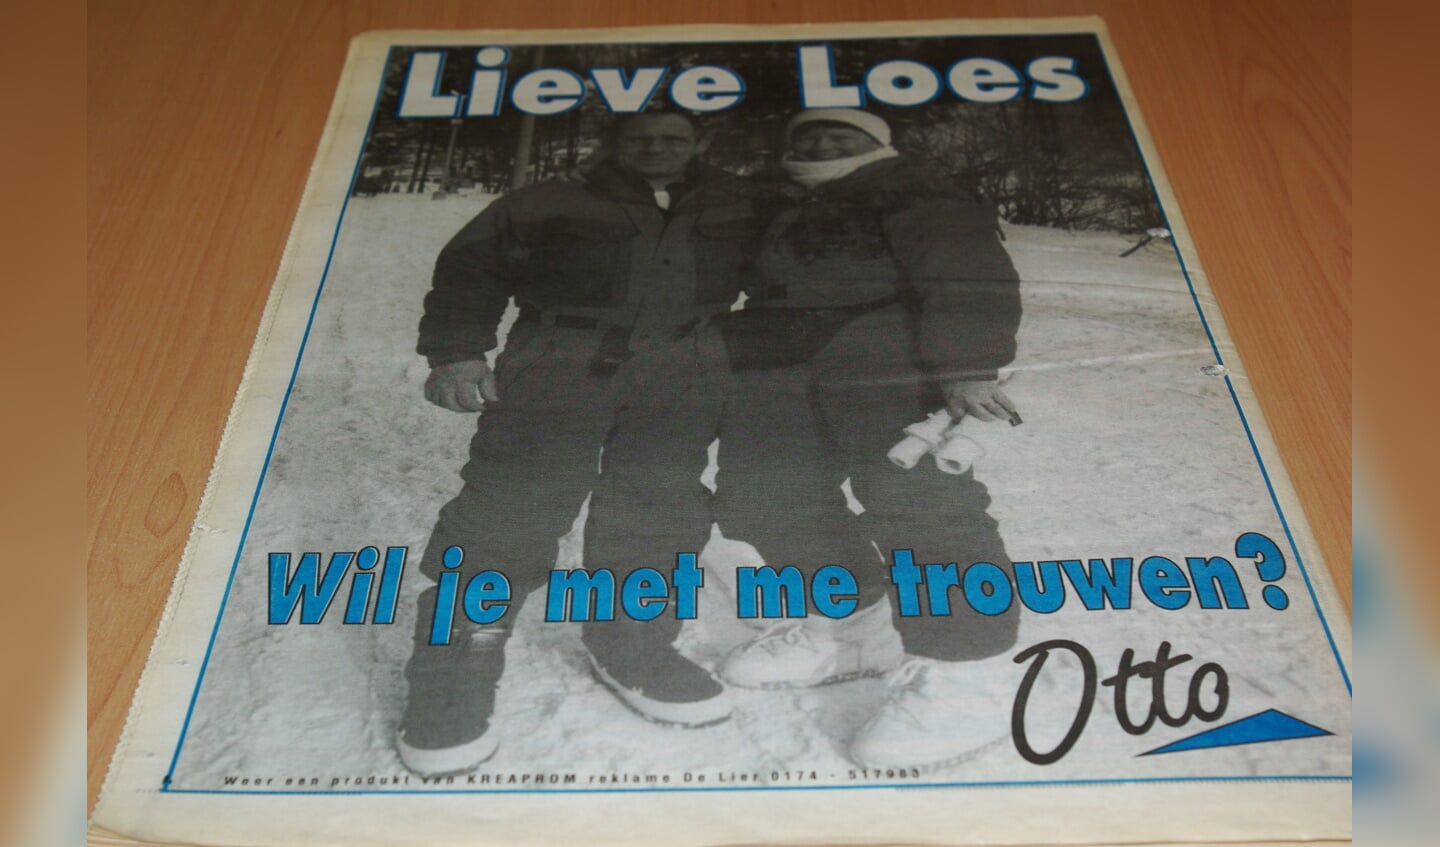 Lieve Loes
Wil je met me trouwen?
Otto
Weer een produkt van KREAPROM reklame De Lier 0174 - 517983